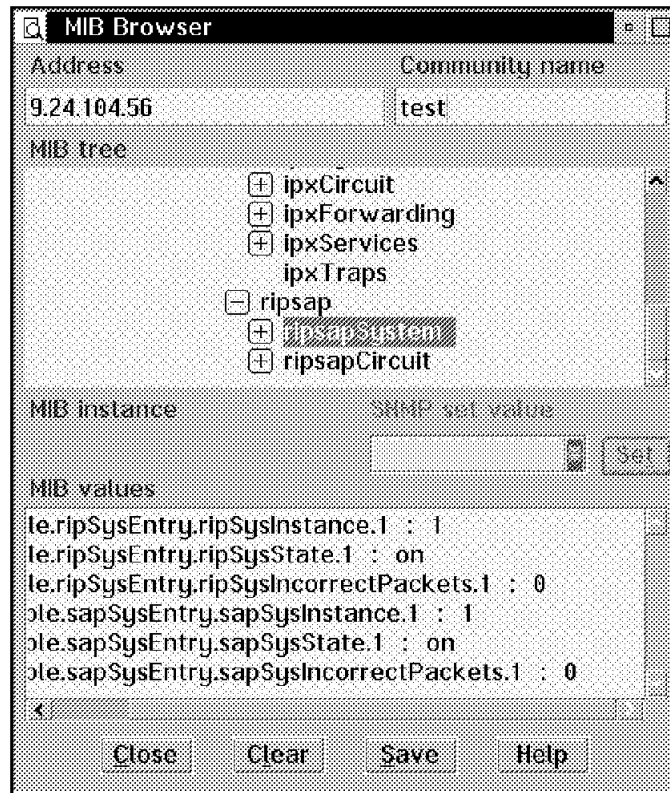 MIB Browser
Address Community name
9.24.104.56 test
MIB tree
ipxCircuit
ipxForwarding
ipxServices
ipxTraps
ripsap
ripsapSystem
ripsapCircuit
MIB instance SNMP set value
Set
MIB values
le.ripSysEntry.ripSysInstance.1 : 1
le.ripSysEntry.ripSysState.1 : on
le.ripSysEntry.ripSysIncorrectPackets.1 : 0
ble.sapSysEntry.sapSysInstance.1 : 1
ble.sapSysEntry.sapSysState.1 : on
ble.sapSysEntry.sapSysIncorrectPackets.1 : 0
Close Clear Save Help